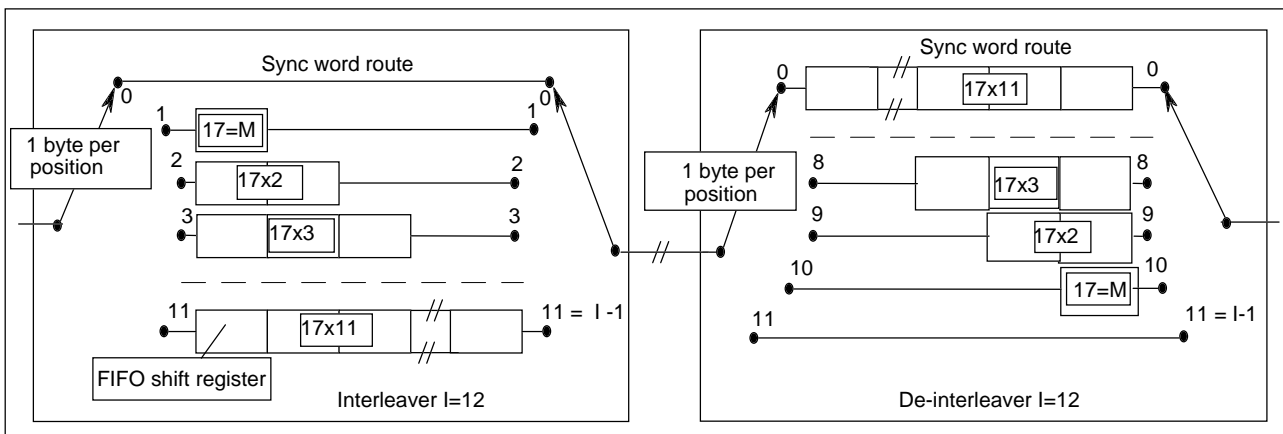 Sync word route
0
0
1
17=M
1
1 byte per
position
2
17x2
2
3
17x3
3
11
17x11
11 = I -1
FIFO shift register
Interleaver I=12
Sync word route
0
17x11
0
1 byte per
position
8
17x3
8
9
17x2
9
10
17=M
10
11
11 = I-1
De-interleaver I=12